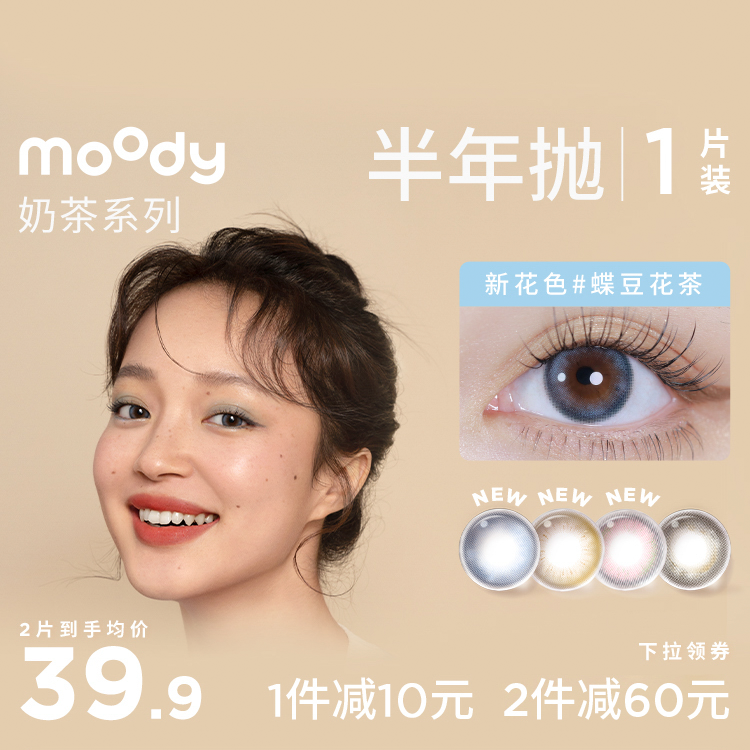 moody
奶茶系列
半年抛 1片装
新花色#蝶豆花茶
NEW NEW NEW
2片到手均价
39.9
下拉领券
1件减10元 2件减60元